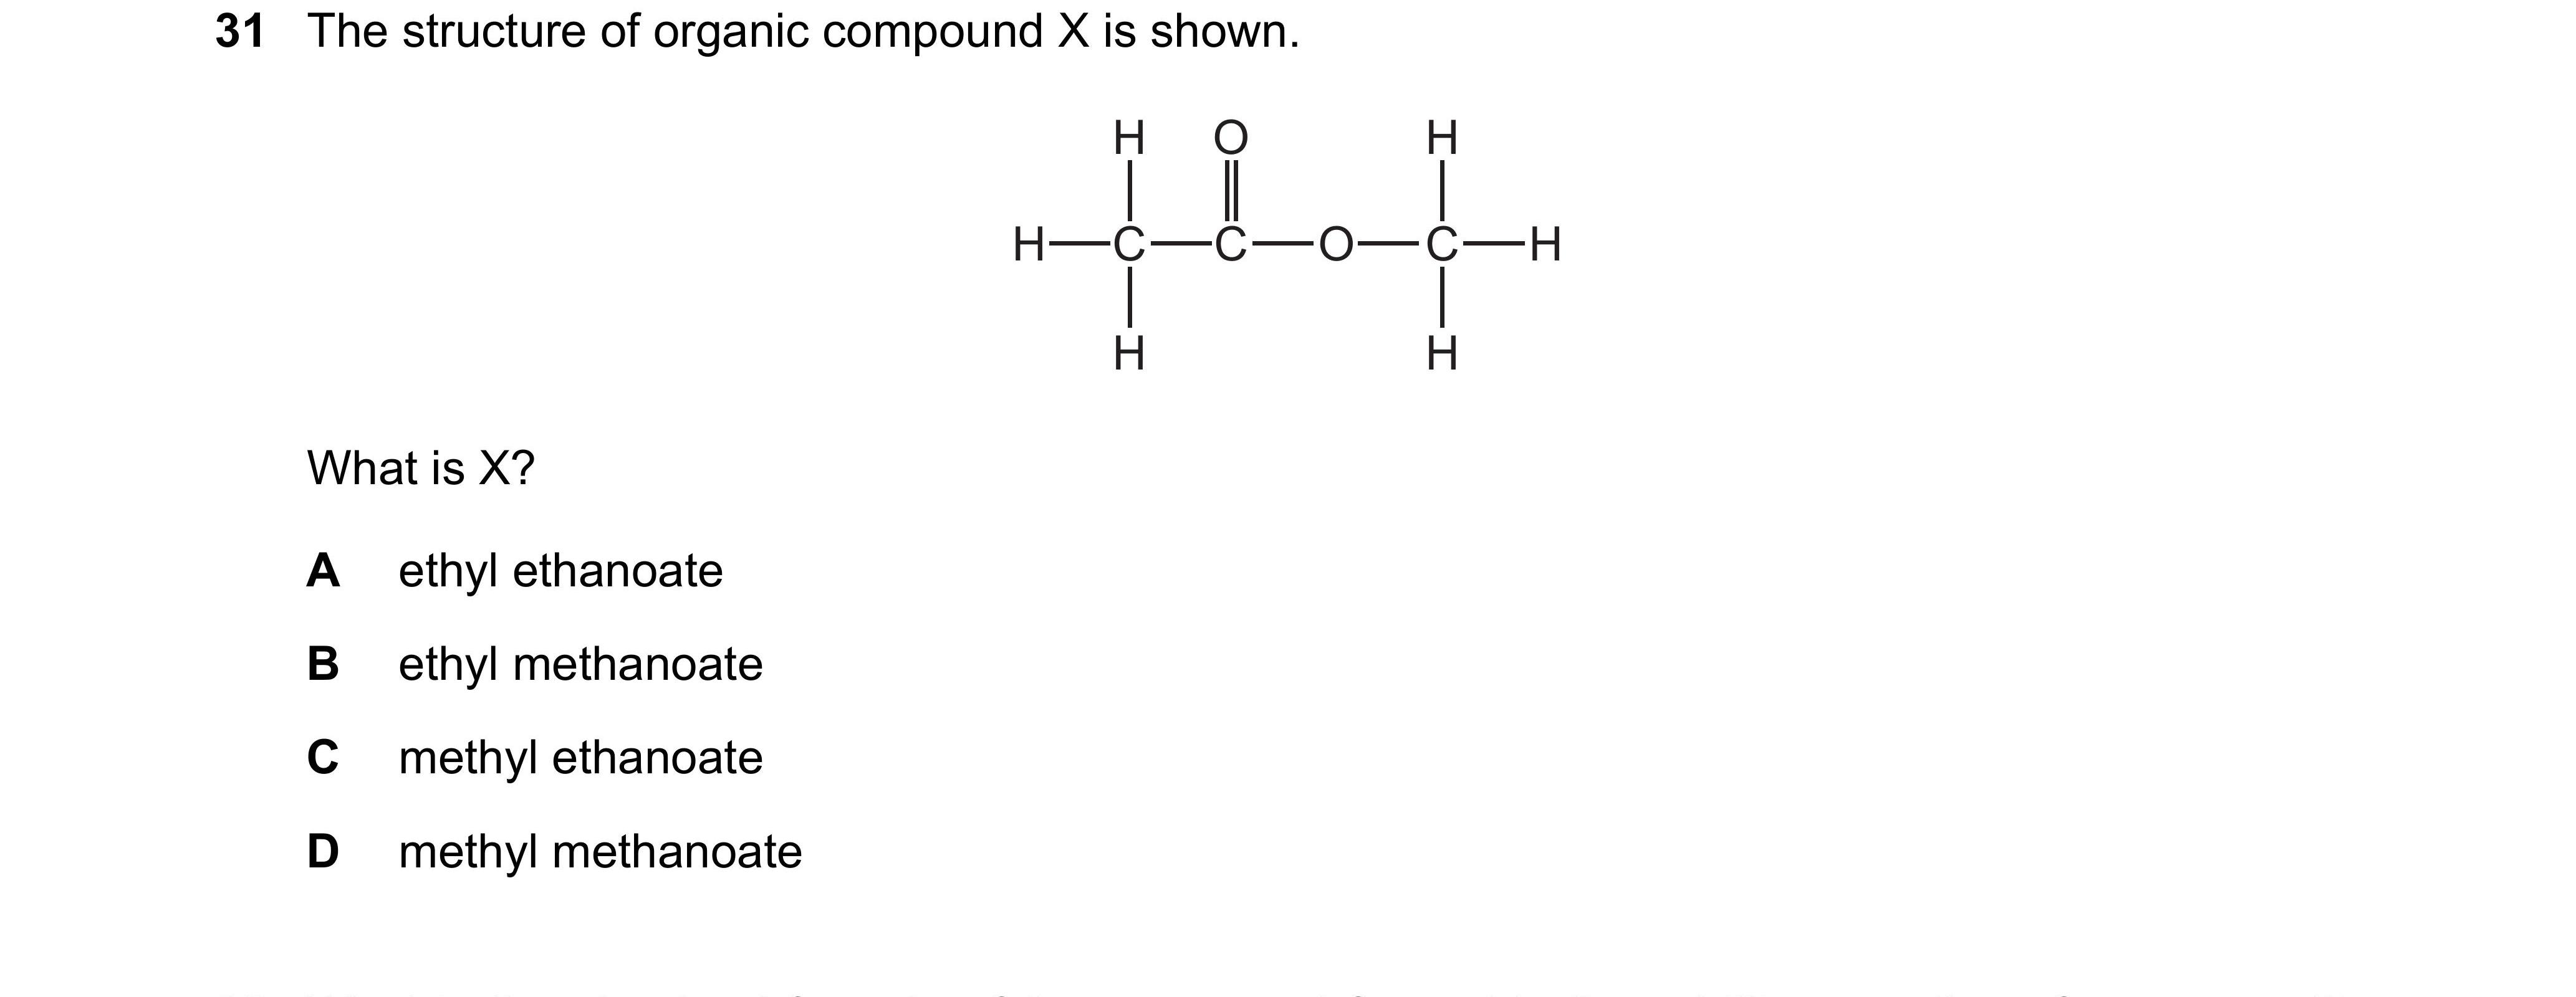 31 The structure of organic compound X is shown.
H O H
H C C O C H
H H
What is X?
A ethyl ethanoate
B ethyl methanoate
C methyl ethanoate
D methyl methanoate